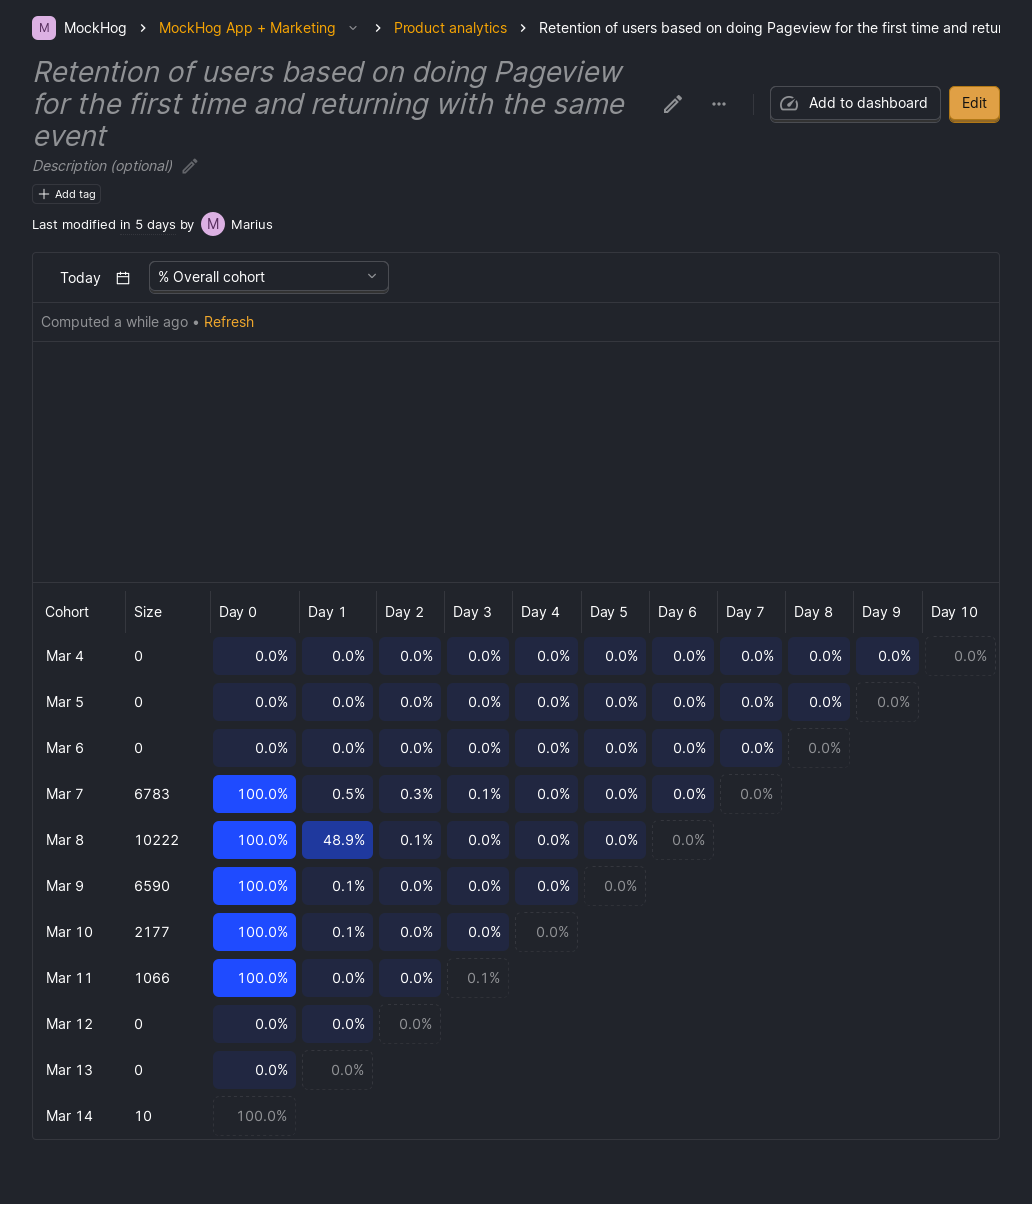 M MockHog > MockHog App + Marketing > Product analytics > Retention of users based on doing Pageview for the first time and retur
Retention of users based on doing Pageview
for the first time and returning with the same
event
Add to dashboard Edit
Description (optional)
Add tag
Last modified in 5 days by M Marius
Today % Overall cohort
Computed a while ago • Refresh
Cohort Size Day 0 Day 1 Day 2 Day 3 Day 4 Day 5 Day 6 Day 7 Day 8 Day 9 Day 10
Mar 4 0 0.0% 0.0% 0.0% 0.0% 0.0% 0.0% 0.0% 0.0% 0.0% 0.0% 0.0%
Mar 5 0 0.0% 0.0% 0.0% 0.0% 0.0% 0.0% 0.0% 0.0% 0.0% 0.0%
Mar 6 0 0.0% 0.0% 0.0% 0.0% 0.0% 0.0% 0.0% 0.0% 0.0%
Mar 7 6783 100.0% 0.5% 0.3% 0.1% 0.0% 0.0% 0.0% 0.0%
Mar 8 10222 100.0% 48.9% 0.1% 0.0% 0.0% 0.0% 0.0%
Mar 9 6590 100.0% 0.1% 0.0% 0.0% 0.0% 0.0%
Mar 10 2177 100.0% 0.1% 0.0% 0.0% 0.0%
Mar 11 1066 100.0% 0.0% 0.0% 0.1%
Mar 12 0 0.0% 0.0% 0.0%
Mar 13 0 0.0% 0.0%
Mar 14 10 100.0%